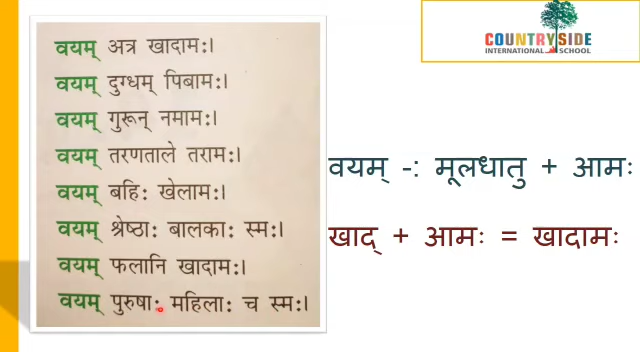 वयम् अत्र खादामः।
वयम् दुग्धम् पिबामः।
वयम् गुरून् नमामः।
वयम् तरणताले तरामः।
वयम् बहिः खेलामः।
वयम् श्रेष्ठाः बालकाः स्मः।
वयम् फलानि खादामः।
वयम् पुरुषाः महिलाः च स्मः।
COUNTRYSIDE
INTERNATIONAL SCHOOL
वयम् -: मूलधातु + आमः
खाद् + आमः = खादामः